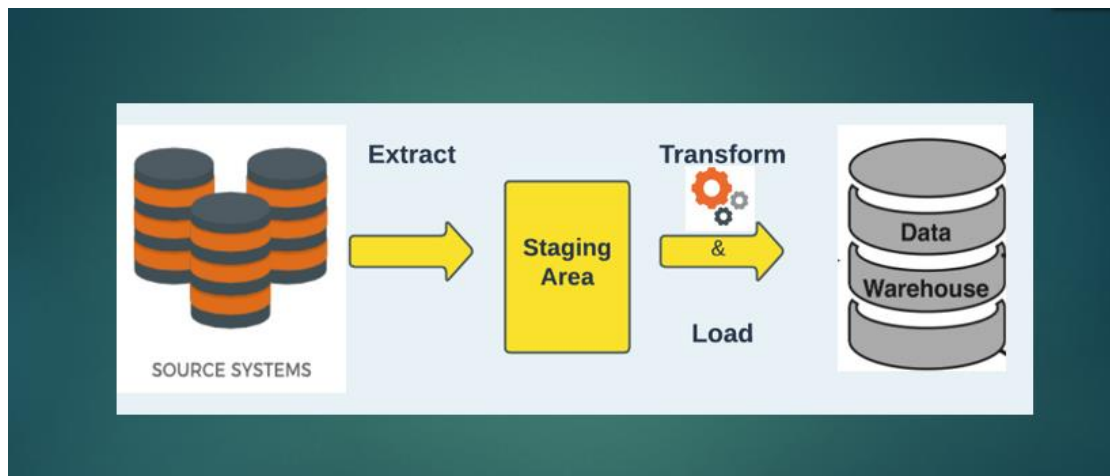 SOURCE SYSTEMS
Extract
Staging
Area
Transform
&
Load
Data
Warehouse